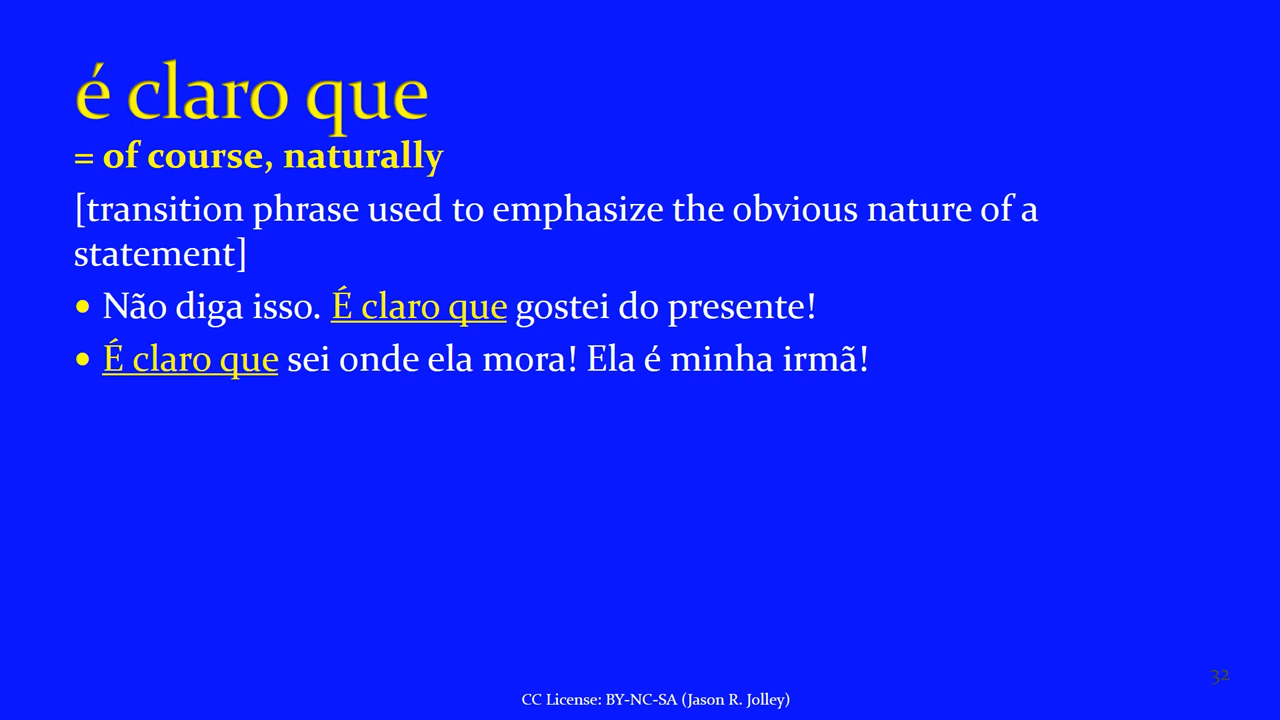 é claro que
= of course, naturally
[transition phrase used to emphasize the obvious nature of a
statement]
• Não diga isso. É claro que gostei do presente!
• É claro que sei onde ela mora! Ela é minha irmã!
32
CC License: BY-NC-SA (Jason R. Jolley)